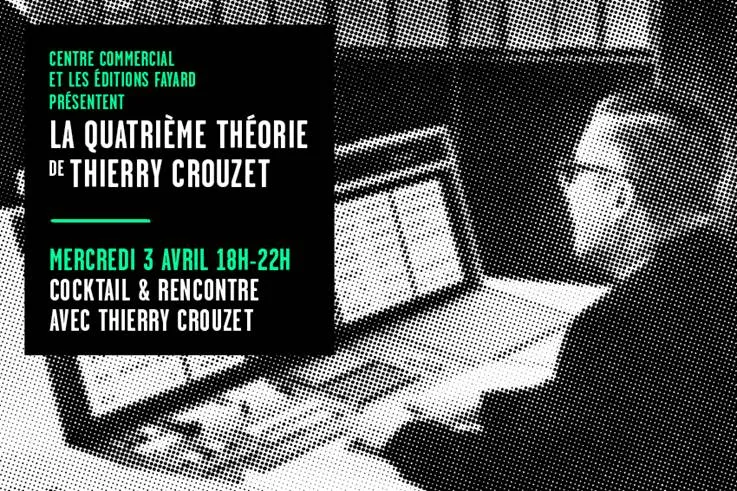 CENTRE COMMERCIAL
ET LES ÉDITIONS FAYARD
PRÉSENTENT
LA QUATRIÈME THÉORIE
DE THIERRY CROUZET
MERCREDI 3 AVRIL 18H-22H
COCKTAIL & RENCONTRE
AVEC THIERRY CROUZET